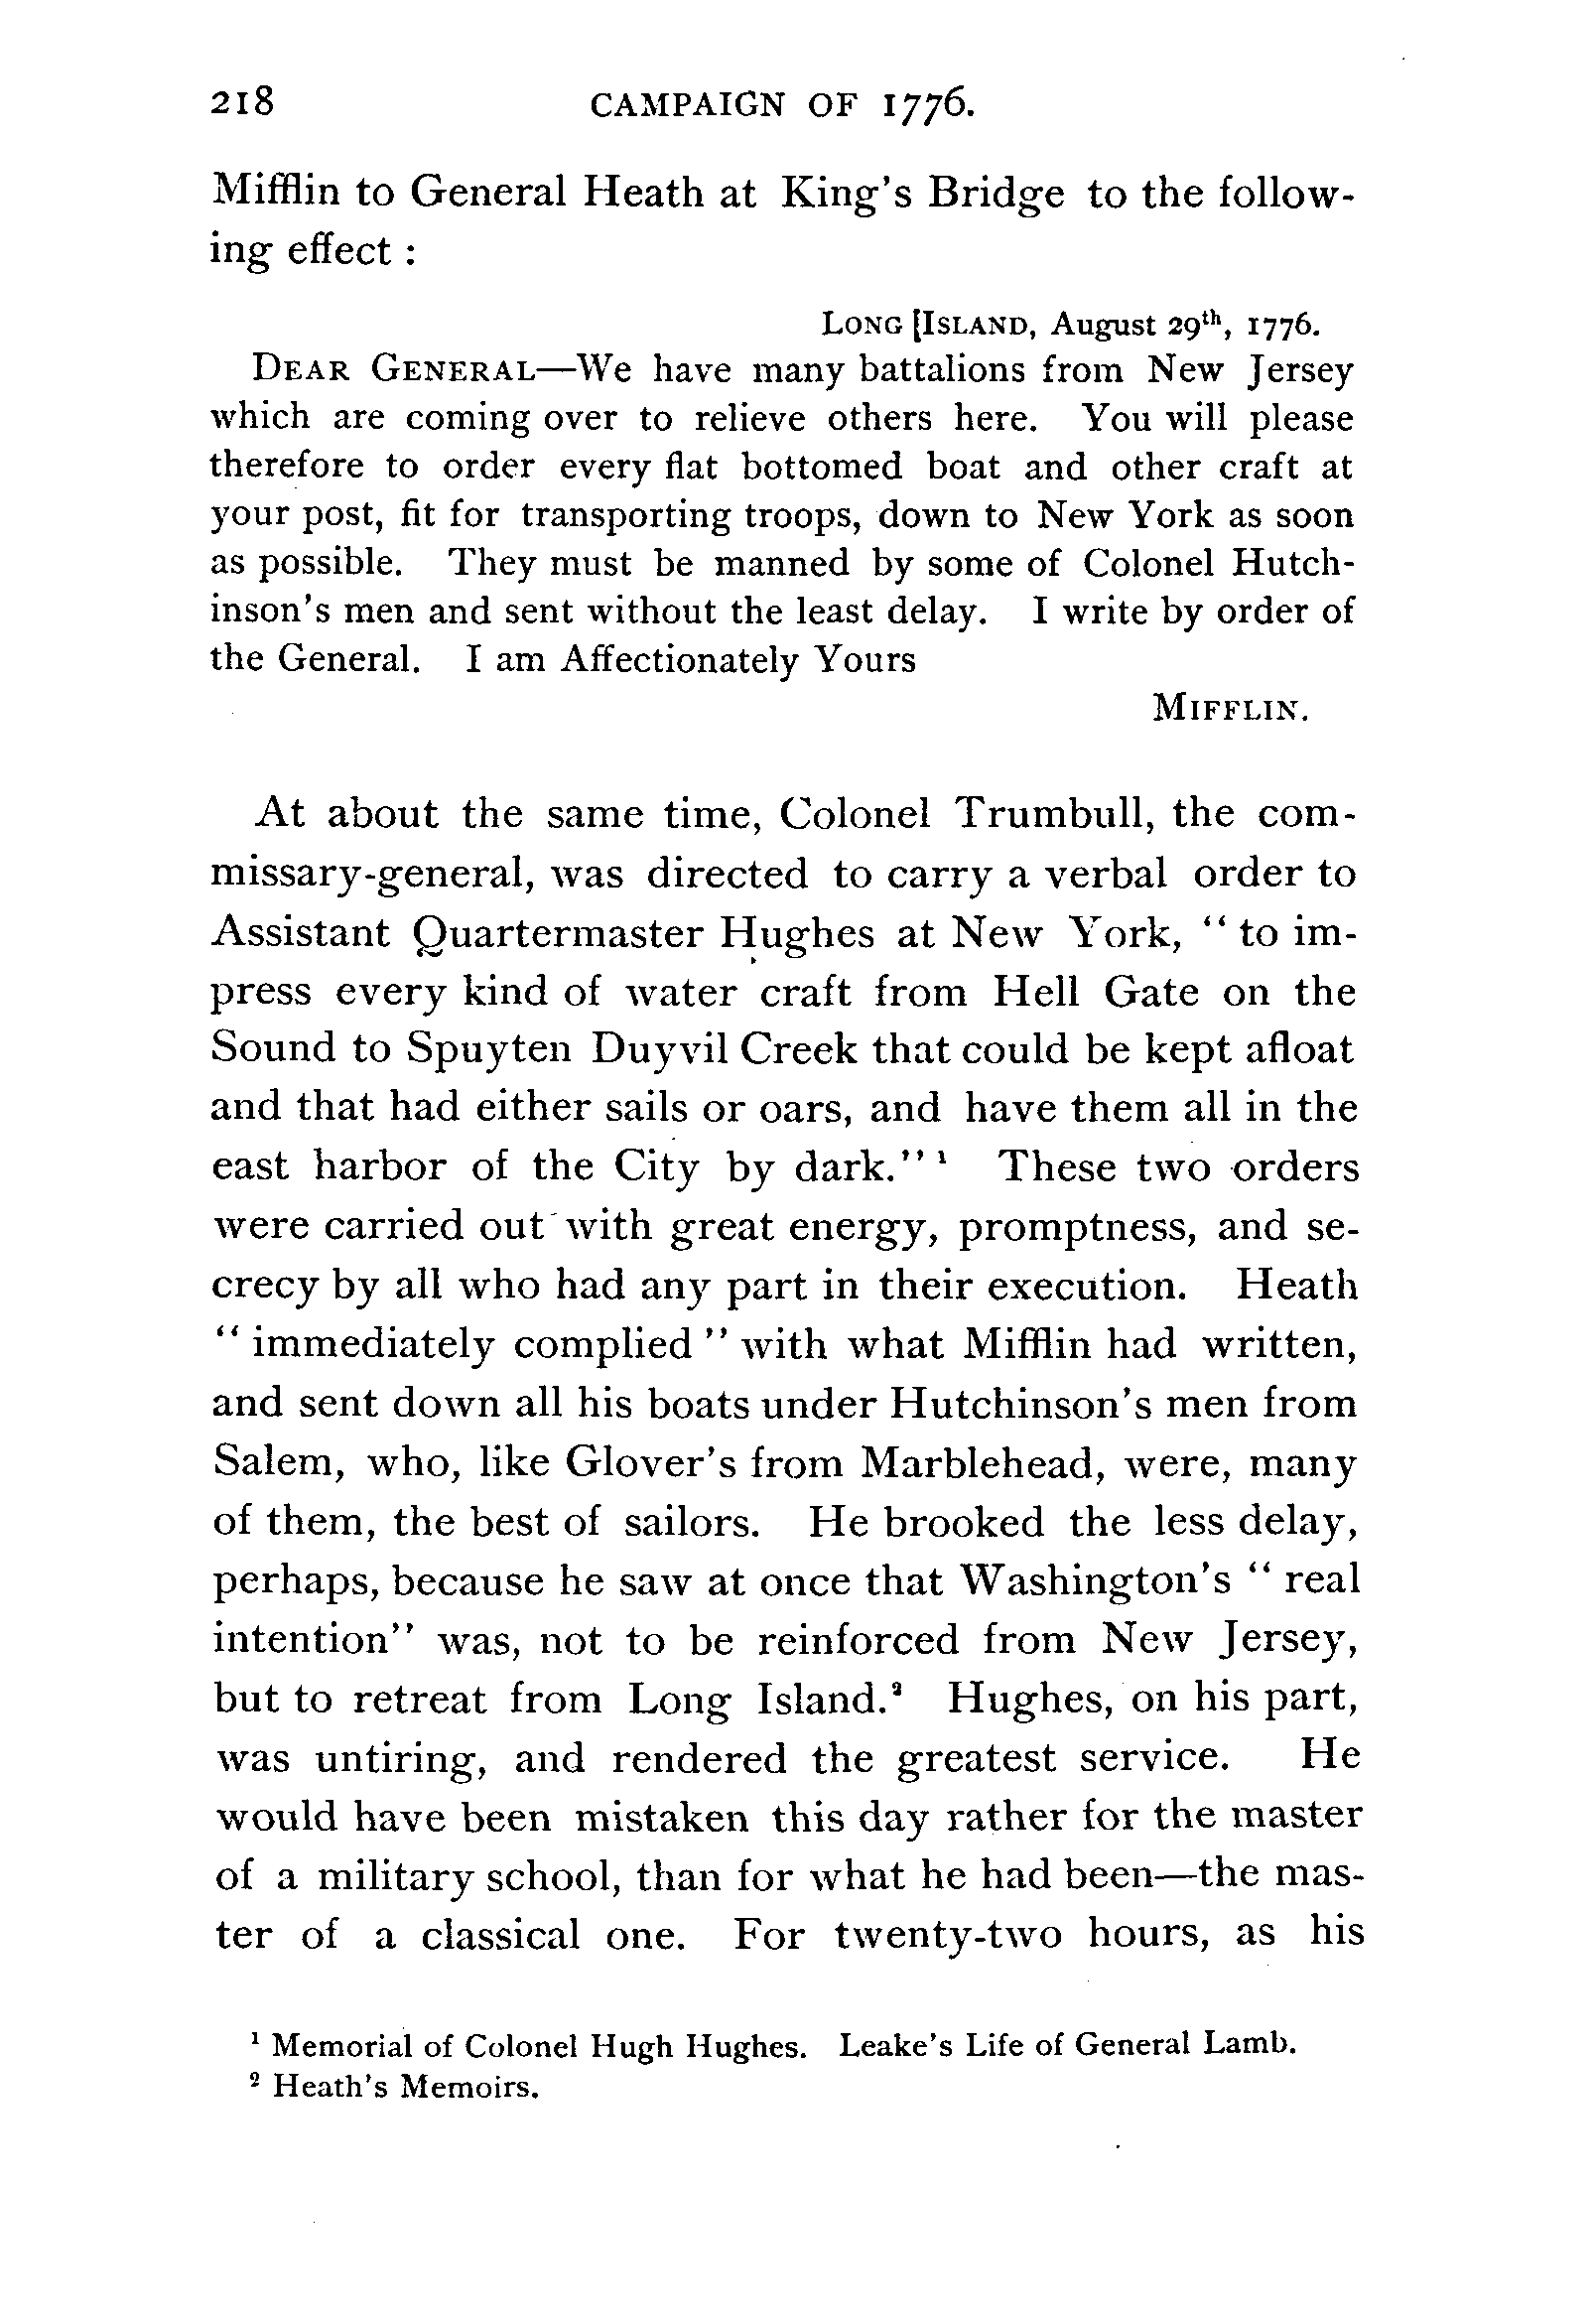 218 CAMPAIGN OF 1776.
Mifflin to General Heath at King's Bridge to the follow-
ing effect :
LONG [ISLAND, August 29th, 1776.
DEAR GENERAL—We have many battalions from New Jersey
which are coming over to relieve others here. You will please
therefore to order every flat bottomed boat and other craft at
your post, fit for transporting troops, down to New York as soon
as possible. They must be manned by some of Colonel Hutch-
inson's men and sent without the least delay. I write by order of
the General. I am Affectionately Yours
MIFFLIN.
At about the same time, Colonel Trumbull, the com-
missary-general, was directed to carry a verbal order to
Assistant Quartermaster Hughes at New York, “ to im-
press every kind of water craft from Hell Gate on the
Sound to Spuyten Duyvil Creek that could be kept afloat
and that had either sails or oars, and have them all in the
east harbor of the City by dark.” ¹ These two orders
were carried out with great energy, promptness, and se-
crecy by all who had any part in their execution. Heath
“ immediately complied ” with what Mifflin had written,
and sent down all his boats under Hutchinson's men from
Salem, who, like Glover's from Marblehead, were, many
of them, the best of sailors. He brooked the less delay,
perhaps, because he saw at once that Washington's “ real
intention” was, not to be reinforced from New Jersey,
but to retreat from Long Island.² Hughes, on his part,
was untiring, and rendered the greatest service. He
would have been mistaken this day rather for the master
of a military school, than for what he had been—the mas-
ter of a classical one. For twenty-two hours, as his
¹ Memorial of Colonel Hugh Hughes. Leake's Life of General Lamb.
² Heath's Memoirs.